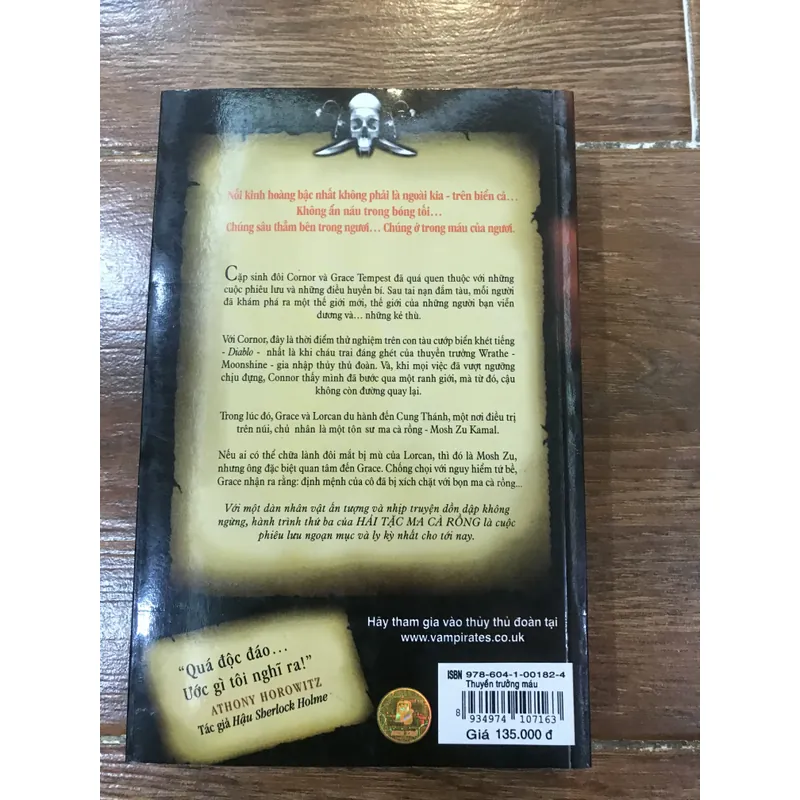 Nỗi kinh hoàng bậc nhất không phải là ngoài kia - trên biển cả...
Không ẩn náu trong bóng tối...
Chúng sâu thẳm bên trong ngươi... Chúng ở trong máu của ngươi.
Cặp sinh đôi Cornor và Grace Tempest đã quá quen thuộc với những
cuộc phiêu lưu và những điều huyền bí. Sau tai nạn đắm tàu, mỗi người
đã khám phá ra một thế giới mới, thế giới của những người bạn viễn
dương và... những kẻ thù.
Với Cornor, đây là thời điểm thử nghiệm trên con tàu cướp biển khét tiếng
- Diablo - nhất là khi cháu trai đáng ghét của thuyền trưởng Wrathe -
Moonshine - gia nhập thủy thủ đoàn. Và, khi mọi việc đã vượt ngưỡng
chịu đựng, Connor thấy mình đã bước qua một ranh giới, mà từ đó, cậu
không còn đường quay lại.
Trong lúc đó, Grace và Lorcan du hành đến Cung Thánh, một nơi điều trị
trên núi, chủ nhân là một tôn sư ma cà rồng - Mosh Zu Kamal.
Nếu ai có thể chữa lành đôi mắt bị mù của Lorcan, thì đó là Mosh Zu,
nhưng ông đặc biệt quan tâm đến Grace. Chống chọi với nguy hiểm tứ bề,
Grace nhận ra rằng: định mệnh của cô đã bị xích chặt với bọn ma cà rồng...
Với một dàn nhân vật ấn tượng và nhịp truyện dồn dập không
ngừng, hành trình thứ ba của HẢI TẶC MA CÀ RỒNG là cuộc
phiêu lưu ngoạn mục và ly kỳ nhất cho tới nay.
Hãy tham gia vào thủy thủ đoàn tại
www.vampirates.co.uk
"Quá độc đáo...
Ước gì tôi nghĩ ra!"
ATHONY HOROWITZ
Tác giả Hậu Sherlock Holme
ISBN 978-604-1-00182-4
Thuyền trưởng máu
8 934974 107163
Giá 135.000 đ